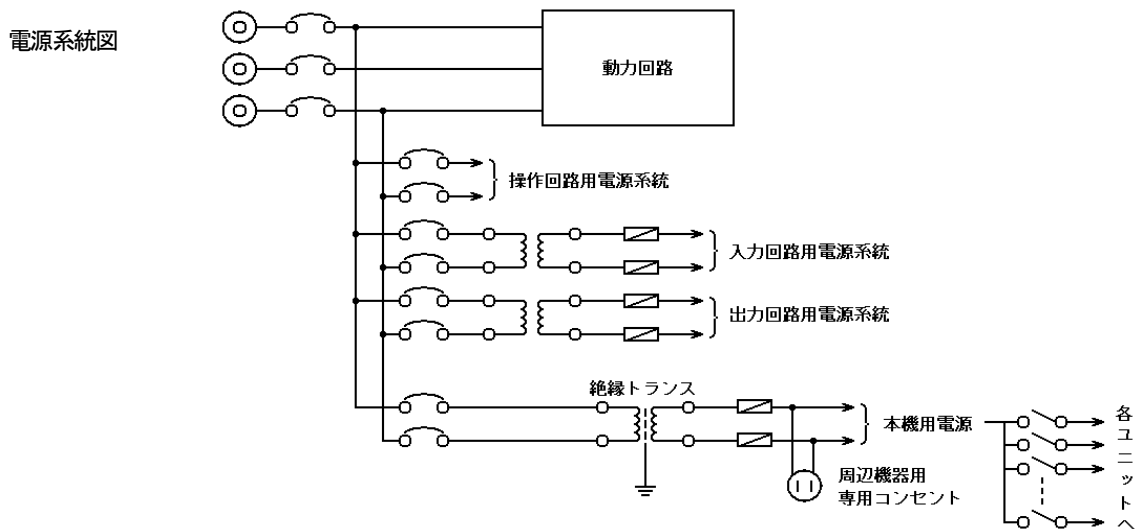 電源系統図
動力回路
操作回路用電源系統
入力回路用電源系統
出力回路用電源系統
絶縁トランス
本機用電源
各ユニットへ
周辺機器用
専用コンセント